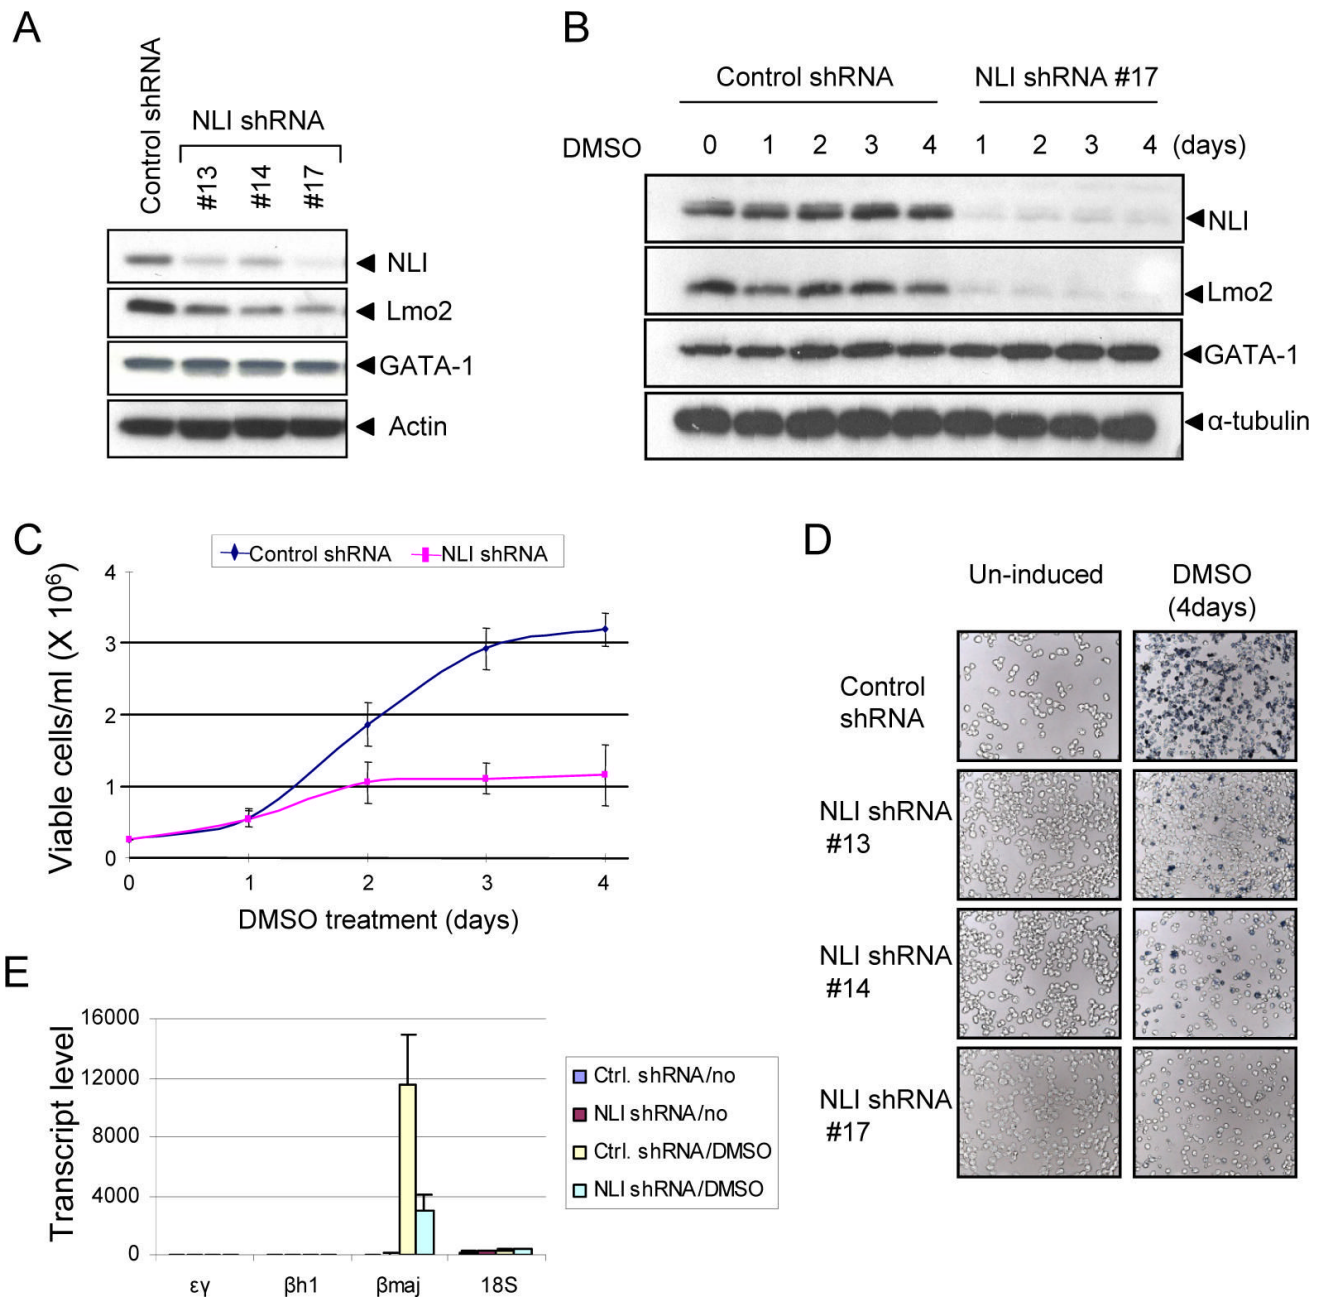 A
Control shRNA
NLI shRNA
#13
#14
#17
NLI
Lmo2
GATA-1
Actin
B
Control shRNA
NLI shRNA #17
DMSO 0 1 2 3 4 1 2 3 4 (days)
NLI
Lmo2
GATA-1
α-tubulin
C
Control shRNA
NLI shRNA
Viable cells/ml (X 10⁶)
4
3
2
1
0
0 1 2 3 4
DMSO treatment (days)
D
Un-induced
DMSO
(4days)
Control
shRNA
NLI shRNA
#13
NLI shRNA
#14
NLI shRNA
#17
E
Transcript level
16000
12000
8000
4000
0
εγ βh1 βmaj 18S
Ctrl. shRNA/no
NLI shRNA/no
Ctrl. shRNA/DMSO
NLI shRNA/DMSO